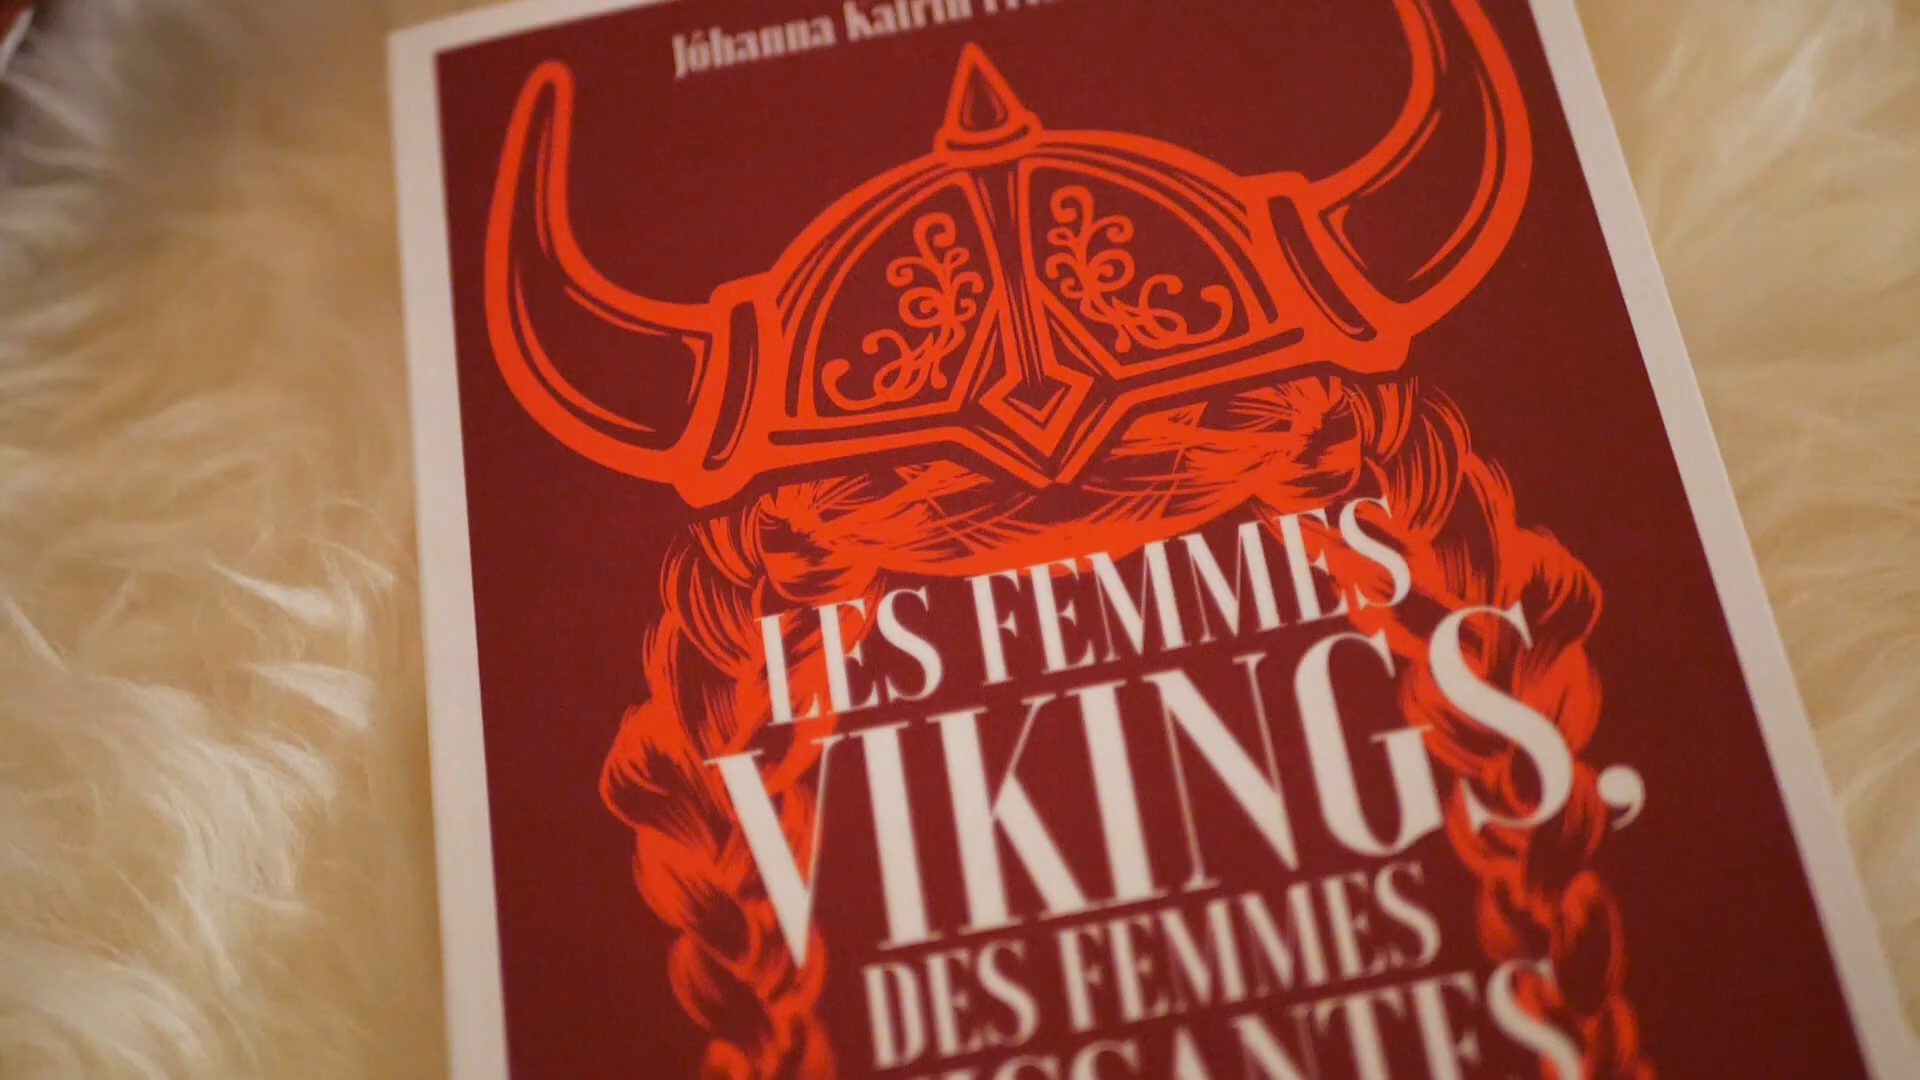 Jóhanna Katrín
LES FEMMES
VIKINGS,
DES FEMMES